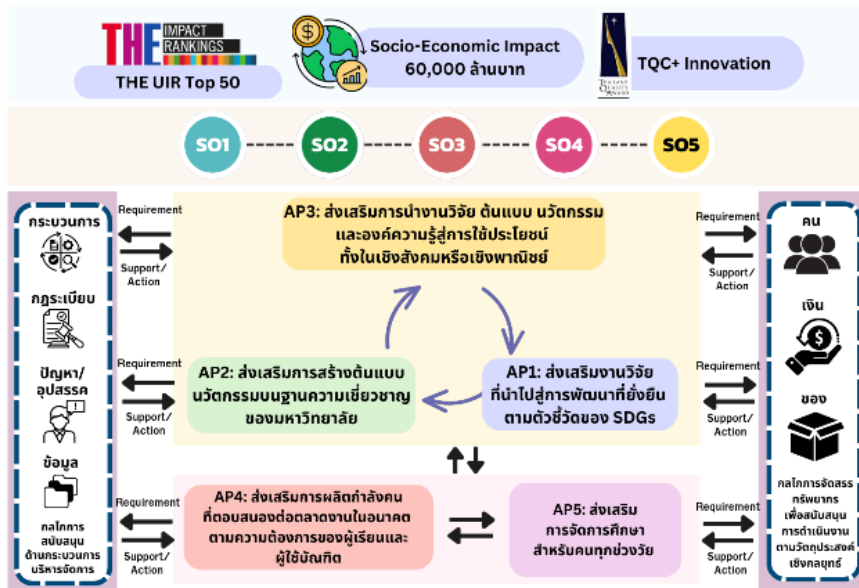 THE IMPACT
RANKINGS
THE UIR Top 50
Socio-Economic Impact
60,000 ล้านบาท
THAILAND
QUALITY
AWARD
TQC+ Innovation
SO1
SO2
SO3
SO4
SO5
กระบวนการ
กฎระเบียบ
ปัญหา/
อุปสรรค
ข้อมูล
กลไกการ
สนับสนุน
ด้านกระบวนการ
บริหารจัดการ
Requirement
Support/
Action
Requirement
Support/
Action
Requirement
Support/
Action
AP3: ส่งเสริมการนำงานวิจัย ต้นแบบ นวัตกรรม
และองค์ความรู้สู่การใช้ประโยชน์
ทั้งในเชิงสังคมหรือเชิงพาณิชย์
AP2: ส่งเสริมการสร้างต้นแบบ
นวัตกรรมบนฐานความเชี่ยวชาญ
ของมหาวิทยาลัย
AP1: ส่งเสริมงานวิจัย
ที่นำไปสู่การพัฒนาที่ยั่งยืน
ตามตัวชี้วัดของ SDGs
AP4: ส่งเสริมการผลิตกำลังคน
ที่ตอบสนองต่อตลาดงานในอนาคต
ตามความต้องการของผู้เรียนและ
ผู้ใช้บัณฑิต
AP5: ส่งเสริม
การจัดการศึกษา
สำหรับคนทุกช่วงวัย
Requirement
Support/
Action
Requirement
Support/
Action
Requirement
Support/
Action
คน
เงิน
ของ
กลไกการจัดสรร
ทรัพยากร
เพื่อสนับสนุน
การดำเนินงาน
ตามวัตถุประสงค์
เชิงกลยุทธ์